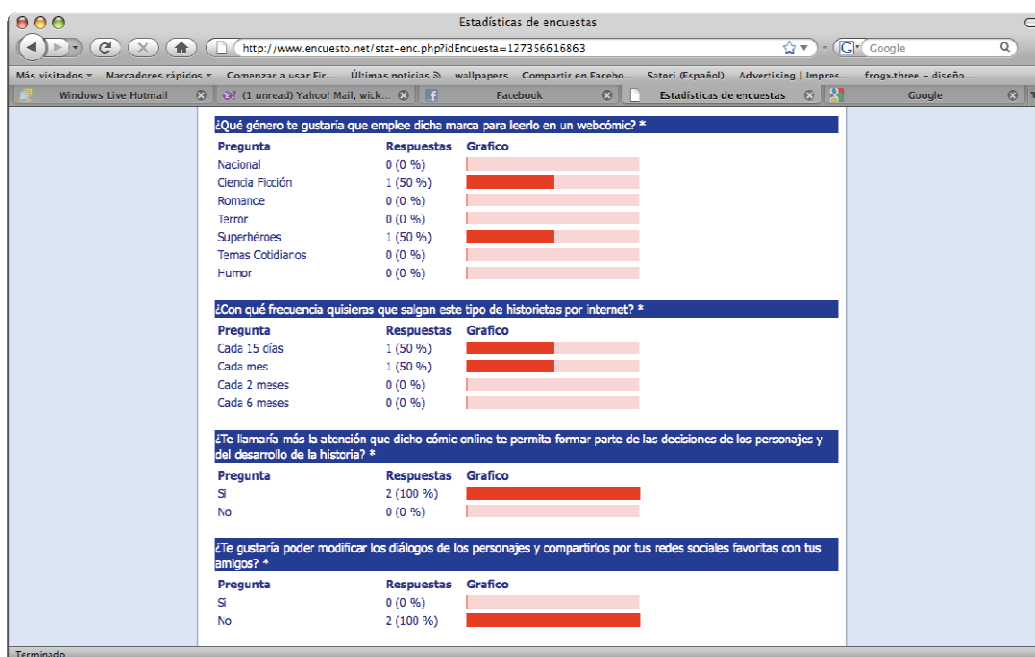 Estadísticas de encuestas
http://www.encuesto.net/stat-enc.php?idEncuesta=127356616863
Google
Más visitados Marcadores rápidos Comenzar a usar Fir... Últimas noticias wallpapers Compartir en Facebo... Satori (Español) Advertising | Impres... frogx-three – diseño...
Windows Live Hotmail (1 unread) Yahoo! Mail, wick... Facebook Estadísticas de encuestas Google
¿Qué género te gustaría que emplee dicha marca para leerlo en un webcómic? *
Pregunta Respuestas Grafico
Nacional 0 (0 %)
Ciencia Ficción 1 (50 %)
Romance 0 (0 %)
Terror 0 (0 %)
Superhéroes 1 (50 %)
Temas Cotidianos 0 (0 %)
Humor 0 (0 %)
¿Con qué frecuencia quisieras que salgan este tipo de historietas por internet? *
Pregunta Respuestas Grafico
Cada 15 días 1 (50 %)
Cada mes 1 (50 %)
Cada 2 meses 0 (0 %)
Cada 6 meses 0 (0 %)
¿Te llamaría más la atención que dicho cómic online te permita formar parte de las decisiones de los personajes y
del desarrollo de la historia? *
Pregunta Respuestas Grafico
Si 2 (100 %)
No 0 (0 %)
¿Te gustaría poder modificar los diálogos de los personajes y compartirlos por tus redes sociales favoritas con tus
amigos? *
Pregunta Respuestas Grafico
Si 0 (0 %)
No 2 (100 %)
Terminado